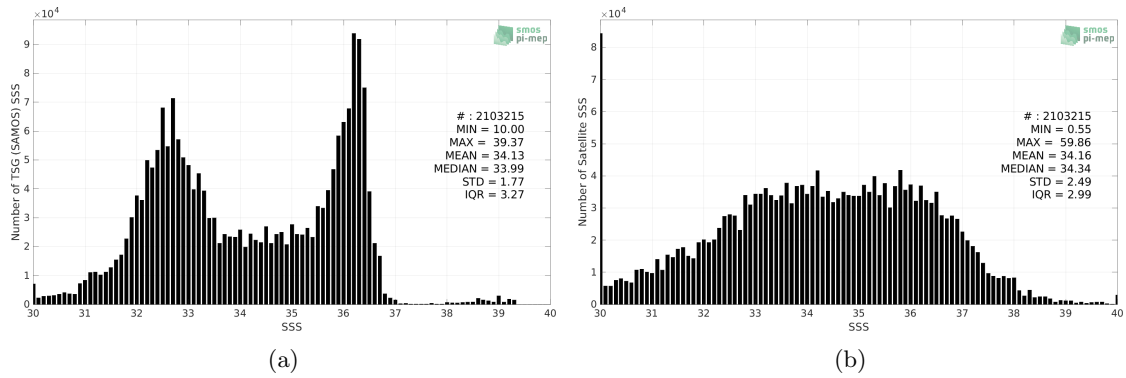 ×10⁴
9
8
7
6
5
4
3
2
1
0
Number of TSG (SAMOS) SSS
30 31 32 33 34 35 36 37 38 39 40
SSS
smos
pi-mep
# : 2103215
MIN = 10.00
MAX = 39.37
MEAN = 34.13
MEDIAN = 33.99
STD = 1.77
IQR = 3.27
(a)
×10⁴
8
7
6
5
4
3
2
1
0
Number of Satellite SSS
30 31 32 33 34 35 36 37 38 39 40
SSS
smos
pi-mep
# : 2103215
MIN = 0.55
MAX = 59.86
MEAN = 34.16
MEDIAN = 34.34
STD = 2.49
IQR = 2.99
(b)